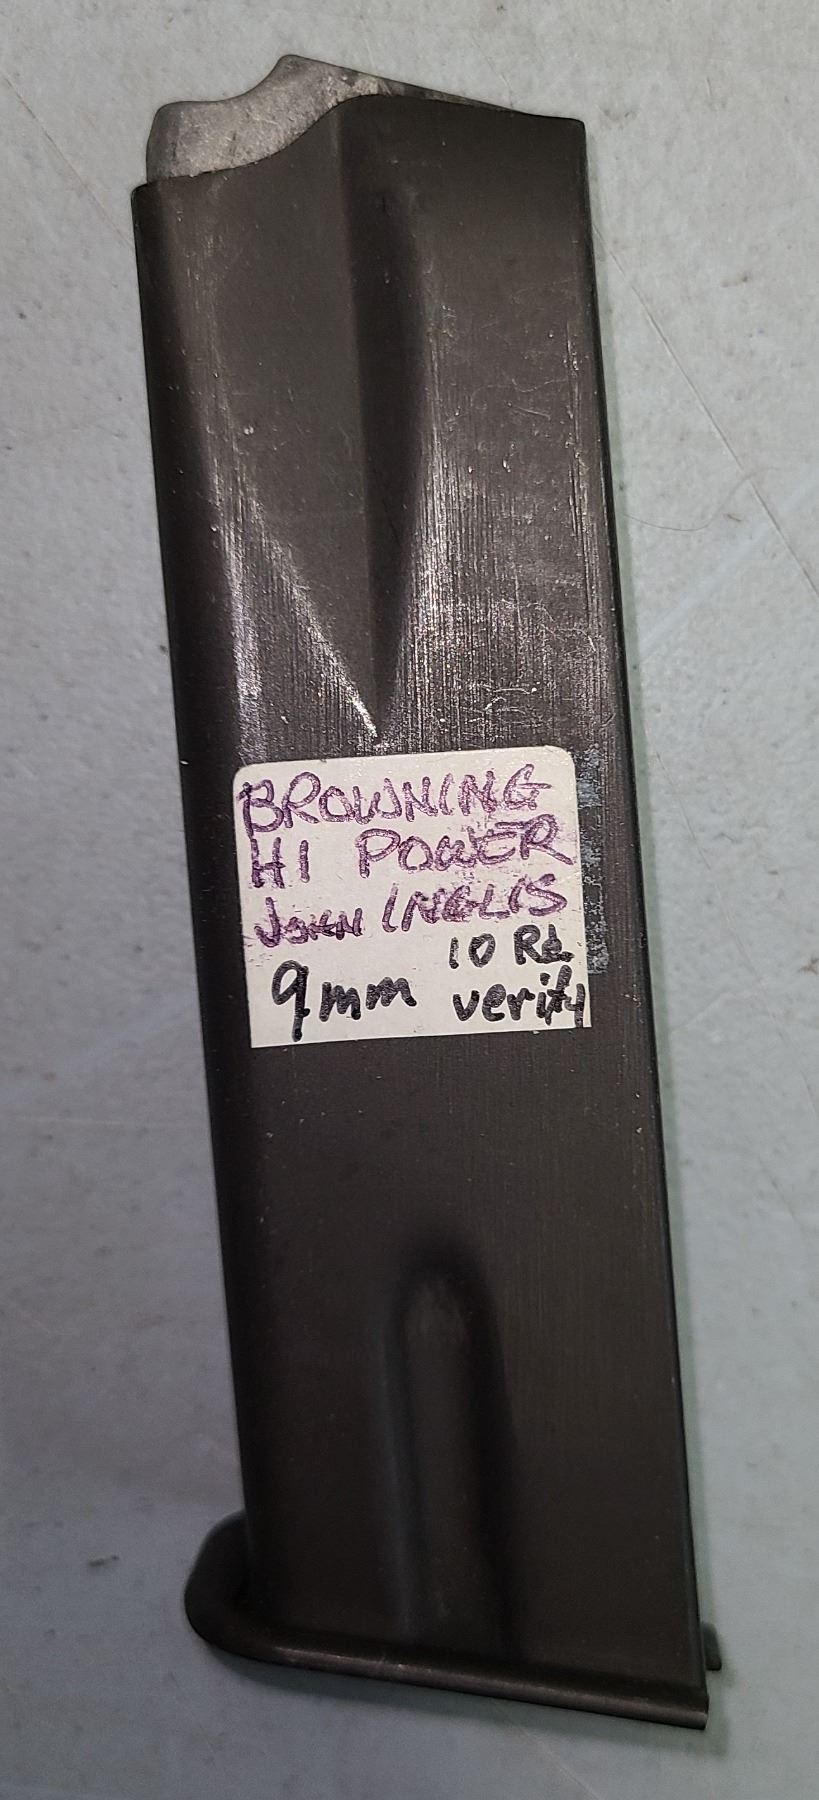 BROWNING
HI POWER
JOHN INGLIS
9mm 10 Rd.
verify